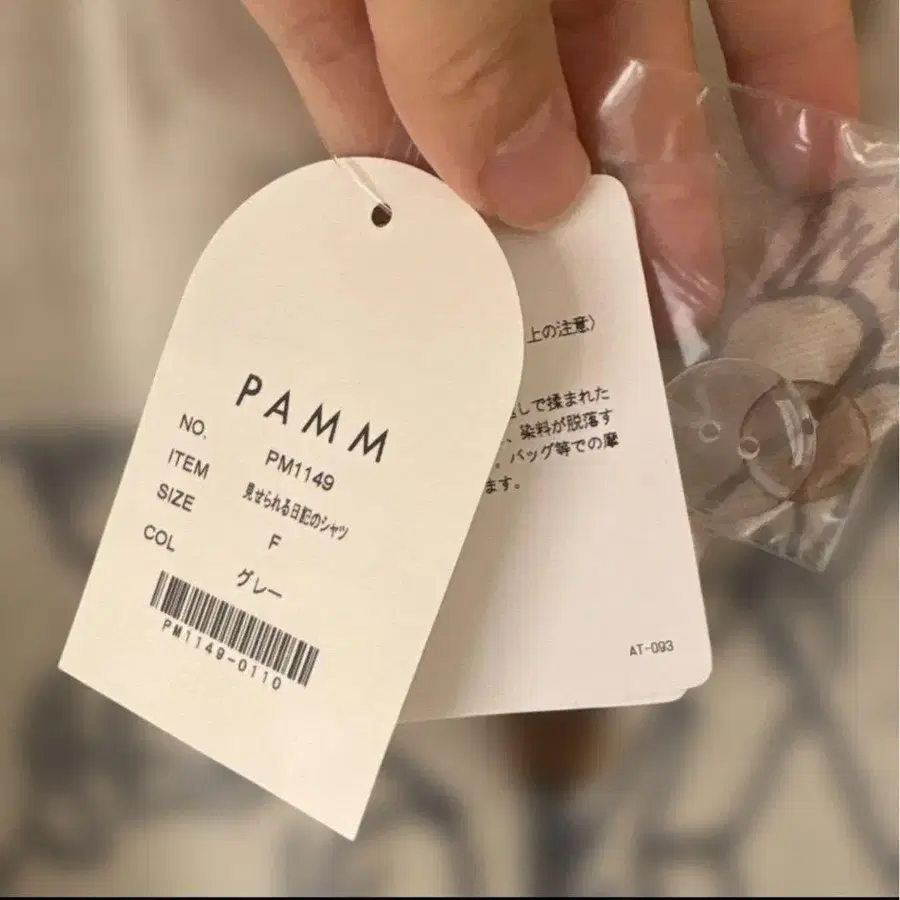 PAMM
NO. PM1149
ITEM 見せられる日記のシャツ
SIZE F
COL グレー
PM1149-0110
上の注意〉
しで揉まれた
、染料が脱落す
。バッグ等での摩
ます。
AT-093